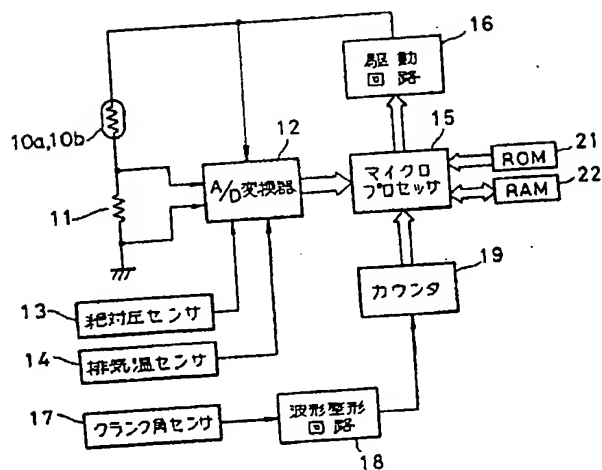 16
駆動
回路
10a,10b
12
15
A/D変換器
マイクロ
プロセッサ
ROM
21
RAM
22
11
19
カウンタ
13
絶対圧センサ
14
排気温センサ
17
クランク角センサ
波形整形
回路
18